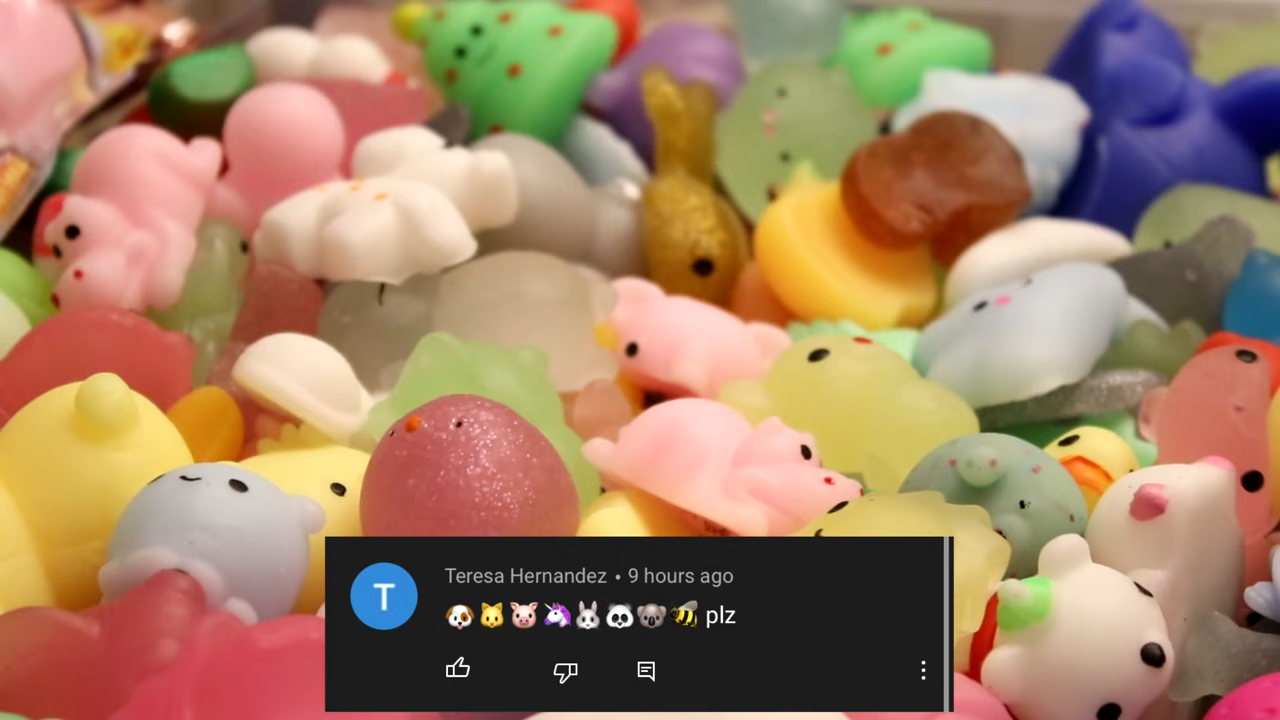 T
Teresa Hernandez • 9 hours ago
🐶🐱🐷🦄🐰🐼🐨🐝 plz